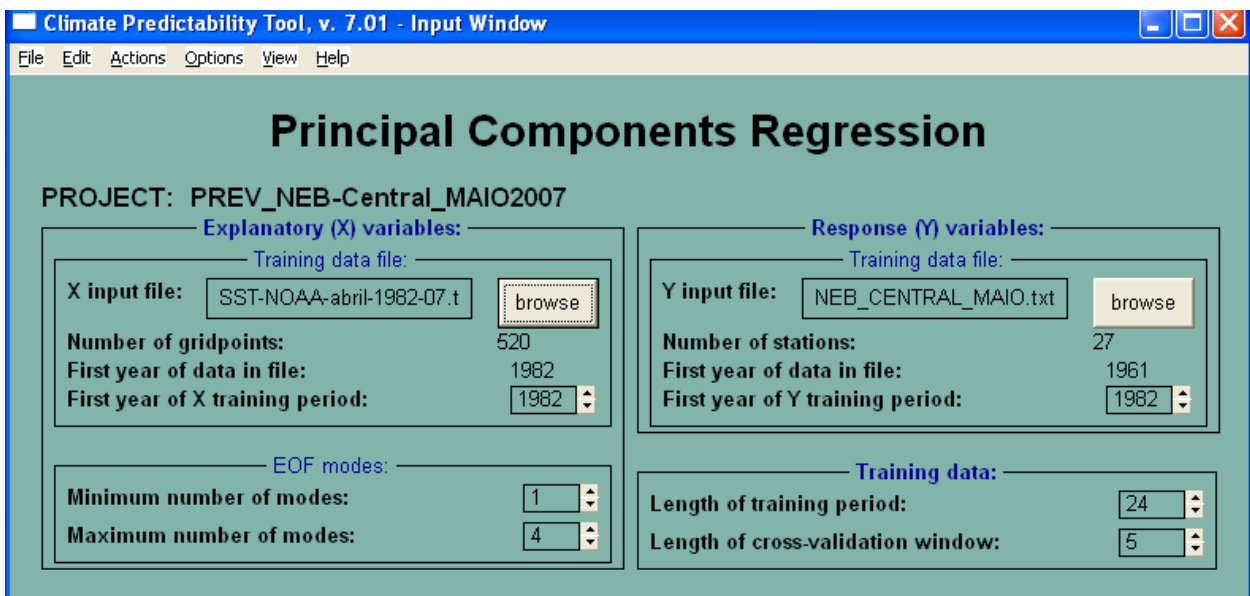 Climate Predictability Tool, v. 7.01 - Input Window
File Edit Actions Options View Help
Principal Components Regression
PROJECT: PREV_NEB-Central_MAIO2007
Explanatory (X) variables:
Training data file:
X input file: SST-NOAA-abril-1982-07.t browse
Number of gridpoints: 520
First year of data in file: 1982
First year of X training period: 1982
EOF modes:
Minimum number of modes: 1
Maximum number of modes: 4
Response (Y) variables:
Training data file:
Y input file: NEB_CENTRAL_MAIO.txt browse
Number of stations: 27
First year of data in file: 1961
First year of Y training period: 1982
Training data:
Length of training period: 24
Length of cross-validation window: 5